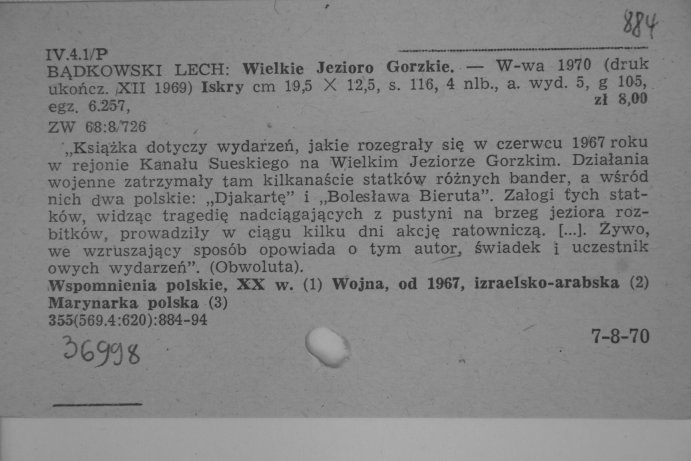 884
IV.4.1/P
BĄDKOWSKI LECH: Wielkie Jezioro Gorzkie. — W-wa 1970 (druk
ukończ. XII 1969) Iskry cm 19,5 × 12,5, s. 116, 4 nlb., a. wyd. 5, g 105,
egz. 6.257, zł 8,00
ZW 68:8/726
„Książka dotyczy wydarzeń, jakie rozegrały się w czerwcu 1967 roku
w rejonie Kanału Sueskiego na Wielkim Jeziorze Gorzkim. Działania
wojenne zatrzymały tam kilkanaście statków różnych bander, a wśród
nich dwa polskie: „Djakartę” i „Bolesława Bieruta”. Załogi tych stat-
ków, widząc tragedię nadciągających z pustyni na brzeg jeziora roz-
bitków, prowadziły w ciągu kilku dni akcję ratowniczą. [...]. Żywo,
we wzruszający sposób opowiada o tym autor, świadek i uczestnik
owych wydarzeń”. (Obwoluta).
Wspomnienia polskie, XX w. (1) Wojna, od 1967, izraelsko-arabska (2)
Marynarka polska (3)
355(569.4:620):884-94
7-8-70
36998